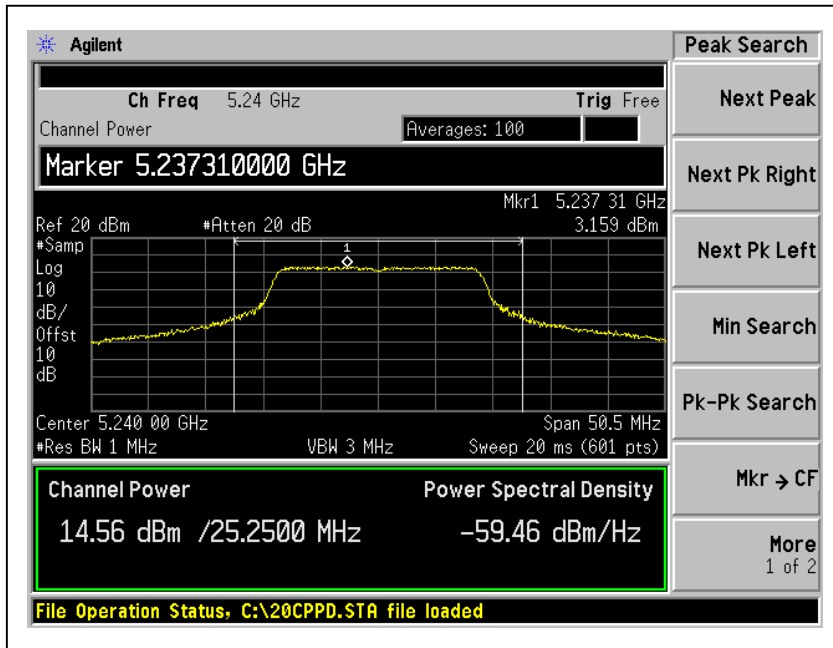 Agilent
Peak Search
Ch Freq 5.24 GHz Trig Free
Channel Power Averages: 100
Marker 5.237310000 GHz
Mkr1 5.237 31 GHz
Ref 20 dBm #Atten 20 dB 3.159 dBm
#Samp
Log
10
dB/
Offst
10
dB
1
Center 5.240 00 GHz Span 50.5 MHz
#Res BW 1 MHz VBW 3 MHz Sweep 20 ms (601 pts)
Channel Power Power Spectral Density
14.56 dBm /25.2500 MHz -59.46 dBm/Hz
File Operation Status, C:\20CPPD.STA file loaded
Next Peak
Next Pk Right
Next Pk Left
Min Search
Pk-Pk Search
Mkr → CF
More
1 of 2